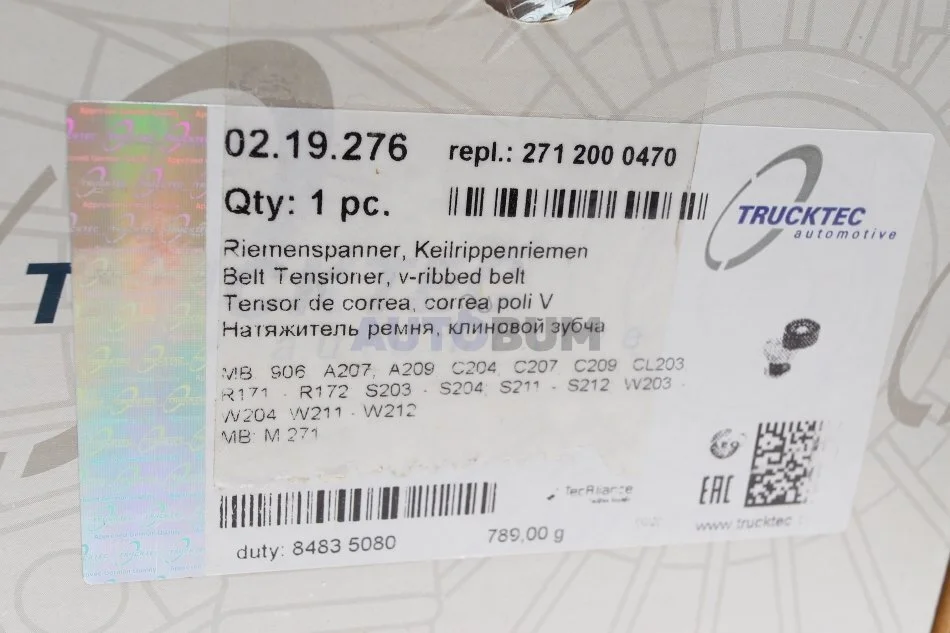 02.19.276
repl.: 271 200 0470
Qty: 1 pc.
TRUCKTEC
automotive
Riemenspanner, Keilrippenriemen
Belt Tensioner, v-ribbed belt
Tensor de correa, correa poli V
Натяжитель ремня, клиновой зубча
AUTOBUM
MB: 906 A207, A209 C204, C207 C209 CL203
R171 - R172 S203 - S204, S211 - S212 W203 -
W204 W211 - W212
MB: M 271
TecAlliance
EAC
www.trucktec
duty: 8483 5080
789,00 g
T